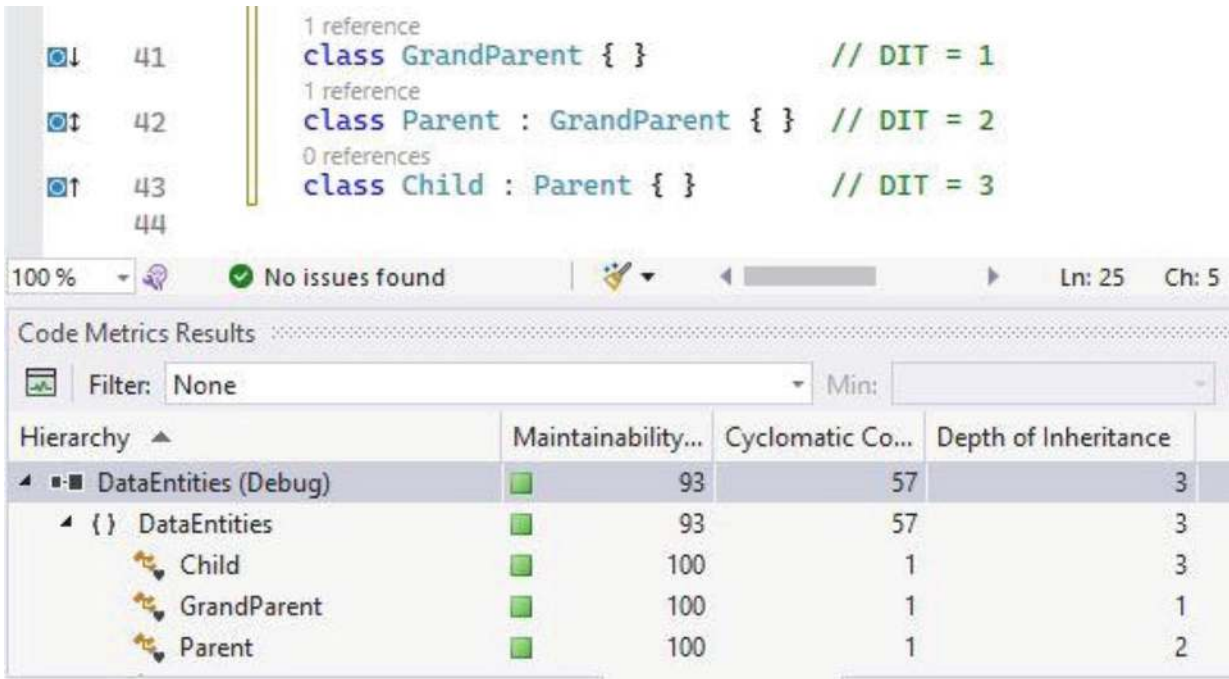 1 reference
41 class GrandParent { } // DIT = 1
1 reference
42 class Parent : GrandParent { } // DIT = 2
0 references
43 class Child : Parent { } // DIT = 3
44
100 % No issues found Ln: 25 Ch: 5
Code Metrics Results
Filter: None Min:
Hierarchy Maintainability... Cyclomatic Co... Depth of Inheritance
DataEntities (Debug) 93 57 3
{ } DataEntities 93 57 3
Child 100 1 3
GrandParent 100 1 1
Parent 100 1 2